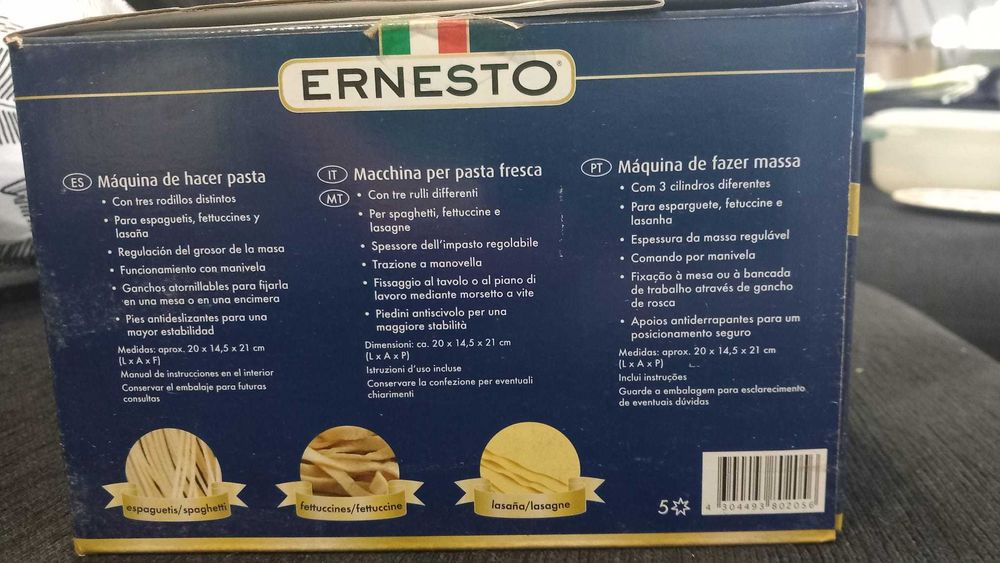 ERNESTO®
ES Máquina de hacer pasta
• Con tres rodillos distintos
• Para espaguetis, fettuccines y
lasaña
• Regulación del grosor de la masa
• Funcionamiento con manivela
• Ganchos atornillables para fijarla
en una mesa o en una encimera
• Pies antideslizantes para una
mayor estabilidad
Medidas: aprox. 20 x 14,5 x 21 cm
(L x A x F)
Manual de instrucciones en el interior
Conservar el embalaje para futuras
consultas
IT MT Macchina per pasta fresca
• Con tre rulli differenti
• Per spaghetti, fettuccine e
lasagne
• Spessore dell'impasto regolabile
• Trazione a manovella
• Fissaggio al tavolo o al piano di
lavoro mediante morsetto a vite
• Piedini antiscivolo per una
maggiore stabilità
Dimensioni: ca. 20 x 14,5 x 21 cm
(L x A x P)
Istruzioni d'uso incluse
Conservare la confezione per eventuali
chiarimenti
PT Máquina de fazer massa
• Com 3 cilindros diferentes
• Para esparguete, fetuccine e
lasanha
• Espessura da massa regulável
• Comando por manivela
• Fixação à mesa ou à bancada
de trabalho através de gancho
de rosca
• Apoios antiderrapantes para um
posicionamento seguro
Medidas: aprox. 20 x 14,5 x 21 cm
(L x A x P)
Inclui instruções
Guarde a embalagem para esclarecimento
de eventuais dúvidas
espaguetis/spaghetti
fettuccines/fettuccine
lasaña/lasagne
5
4 304493 802056